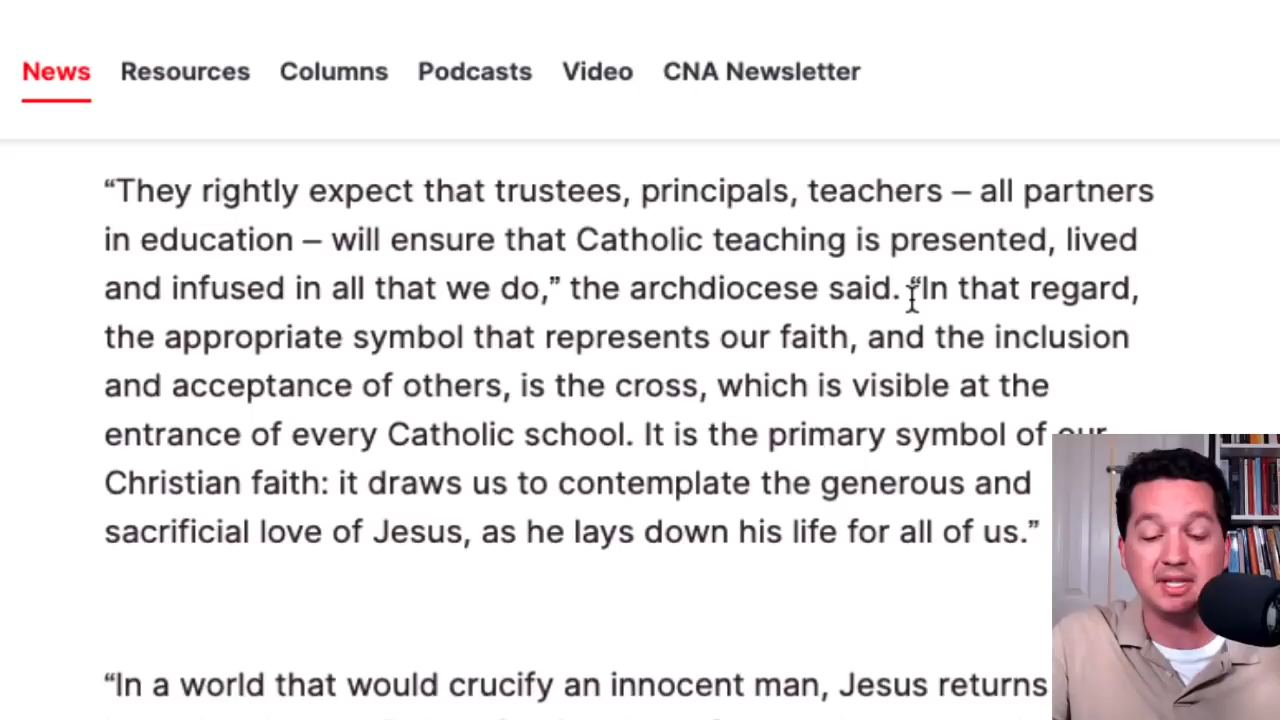 News Resources Columns Podcasts Video CNA Newsletter
“They rightly expect that trustees, principals, teachers – all partners
in education – will ensure that Catholic teaching is presented, lived
and infused in all that we do,” the archdiocese said. “In that regard,
the appropriate symbol that represents our faith, and the inclusion
and acceptance of others, is the cross, which is visible at the
entrance of every Catholic school. It is the primary symbol of our
Christian faith: it draws us to contemplate the generous and
sacrificial love of Jesus, as he lays down his life for all of us.”
“In a world that would crucify an innocent man, Jesus returns